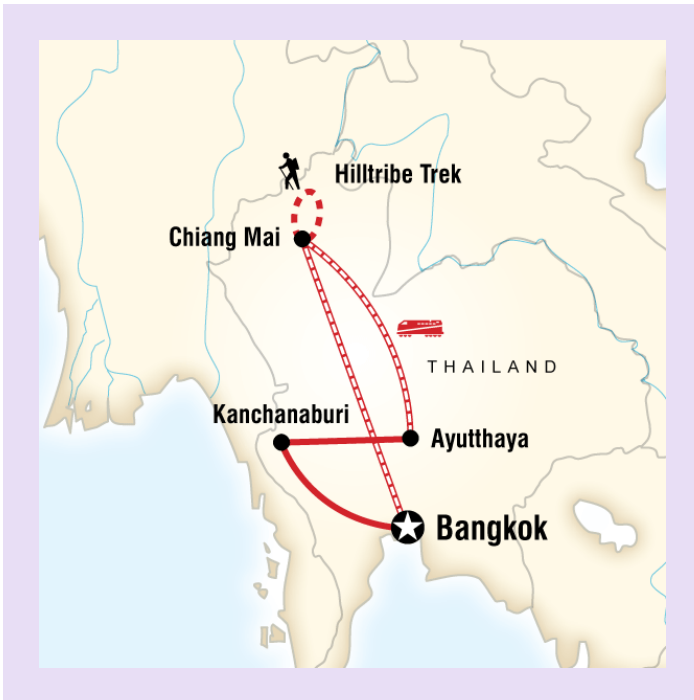 Hilltribe Trek
Chiang Mai
THAILAND
Kanchanaburi
Ayutthaya
Bangkok